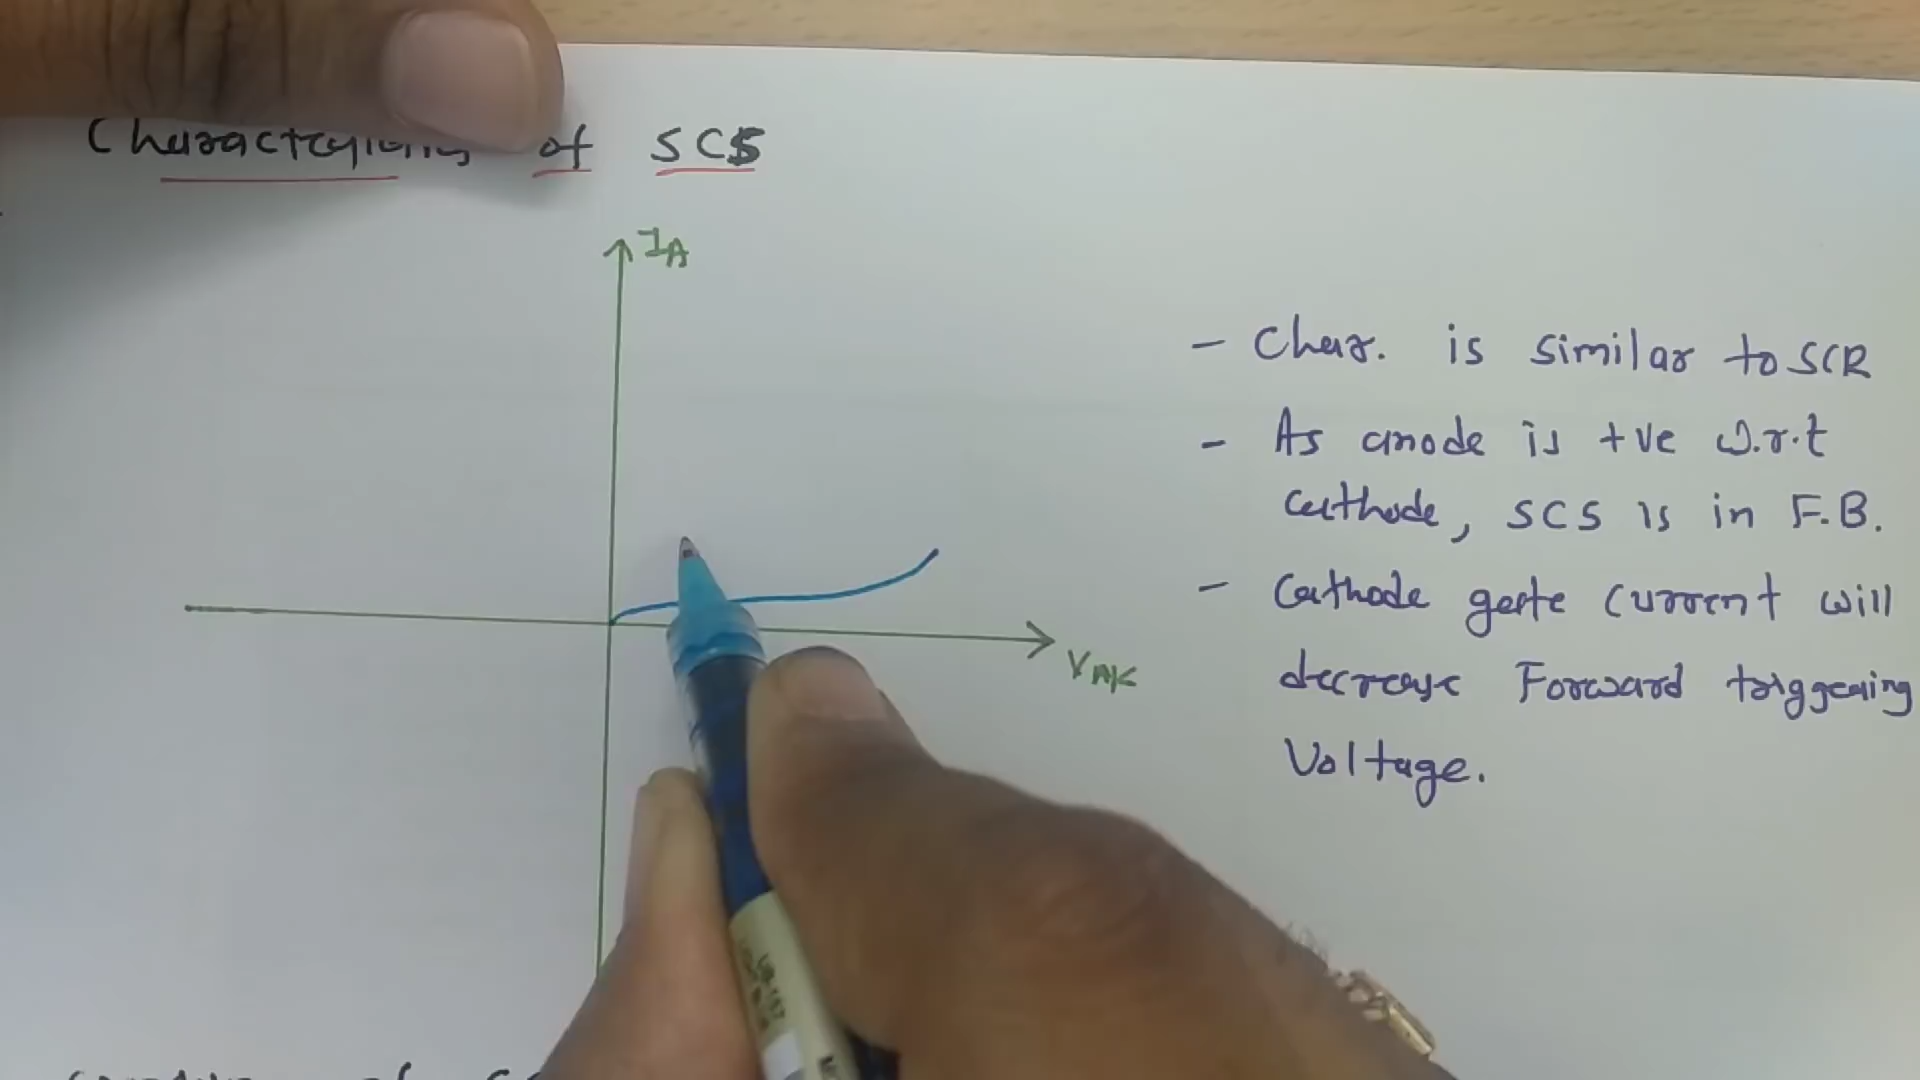 Characteristics of SCS
IA
- Char. is similar to SCR
- As anode is +ve w.r.t
cathode, SCS is in F.B.
- Cathode gate current will
decrease Forward triggering
Voltage.
VAK
of